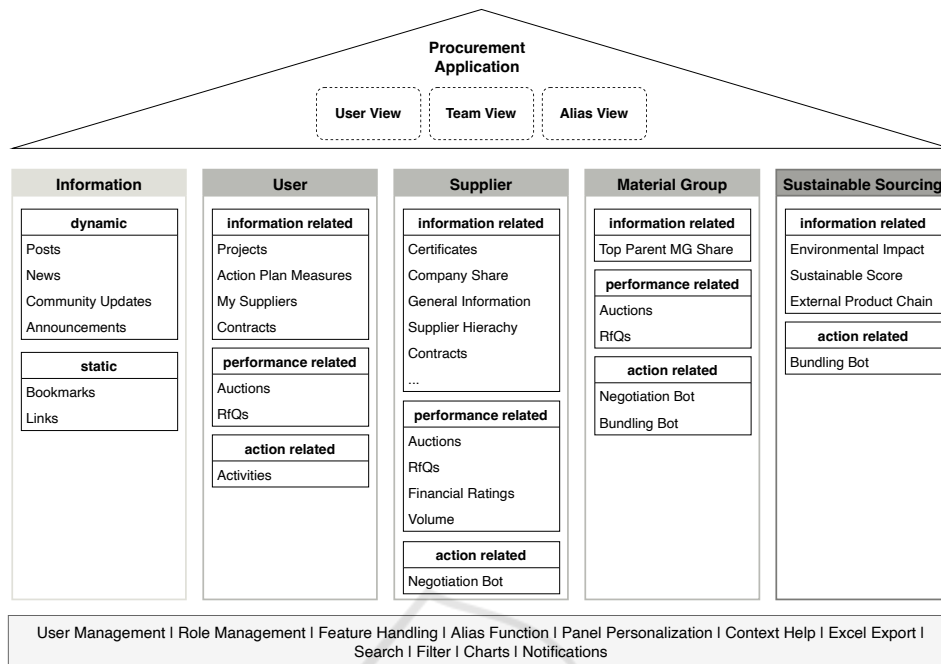 Procurement
Application
User View
Team View
Alias View
Information
dynamic
Posts
News
Community Updates
Announcements
static
Bookmarks
Links
User
information related
Projects
Action Plan Measures
My Suppliers
Contracts
performance related
Auctions
RfQs
action related
Activities
Supplier
information related
Certificates
Company Share
General Information
Supplier Hierachy
Contracts
...
performance related
Auctions
RfQs
Financial Ratings
Volume
action related
Negotiation Bot
Material Group
information related
Top Parent MG Share
performance related
Auctions
RfQs
action related
Negotiation Bot
Bundling Bot
Sustainable Sourcing
information related
Environmental Impact
Sustainable Score
External Product Chain
action related
Bundling Bot
User Management I Role Management I Feature Handling I Alias Function I Panel Personalization I Context Help I Excel Export I
Search I Filter I Charts I Notifications